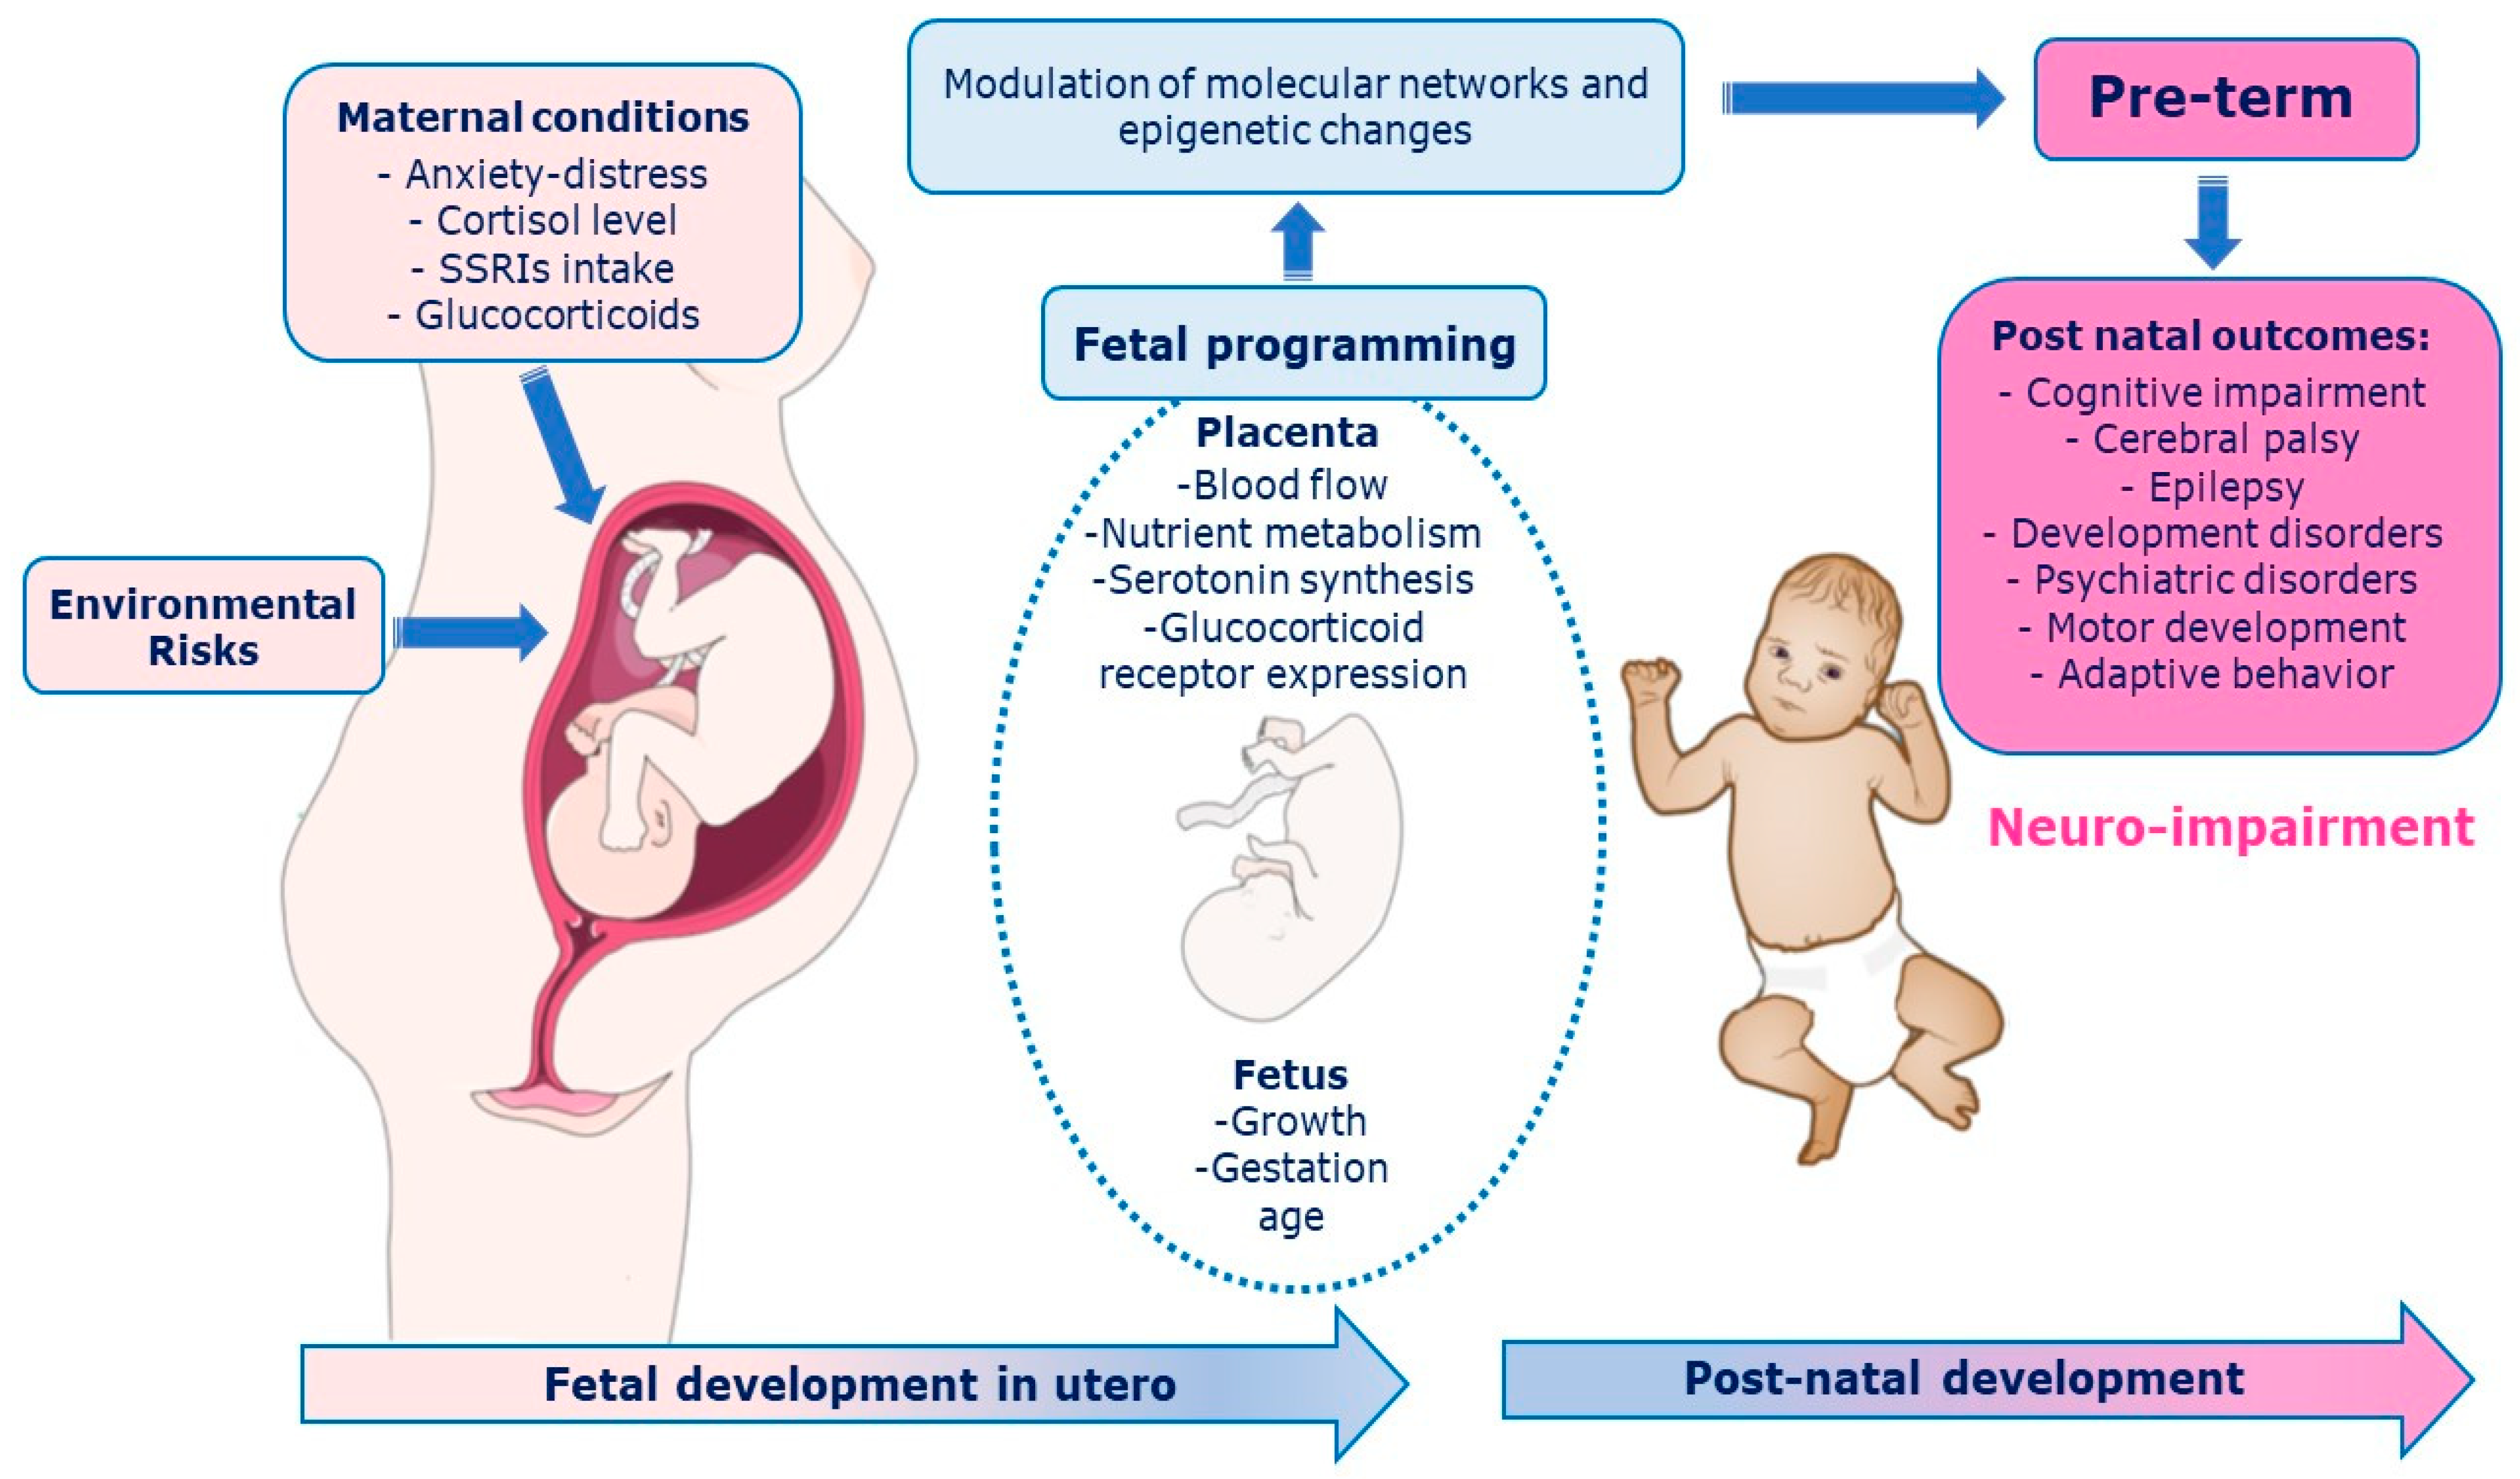 Maternal conditions
- Anxiety-distress
- Cortisol level
- SSRIs intake
- Glucocorticoids
Environmental
Risks
Modulation of molecular networks and
epigenetic changes
Fetal programming
Placenta
-Blood flow
-Nutrient metabolism
-Serotonin synthesis
-Glucocorticoid
receptor expression
Fetus
-Growth
-Gestation
age
Pre-term
Post natal outcomes:
- Cognitive impairment
- Cerebral palsy
- Epilepsy
- Development disorders
- Psychiatric disorders
- Motor development
- Adaptive behavior
Neuro-impairment
Fetal development in utero
Post-natal development